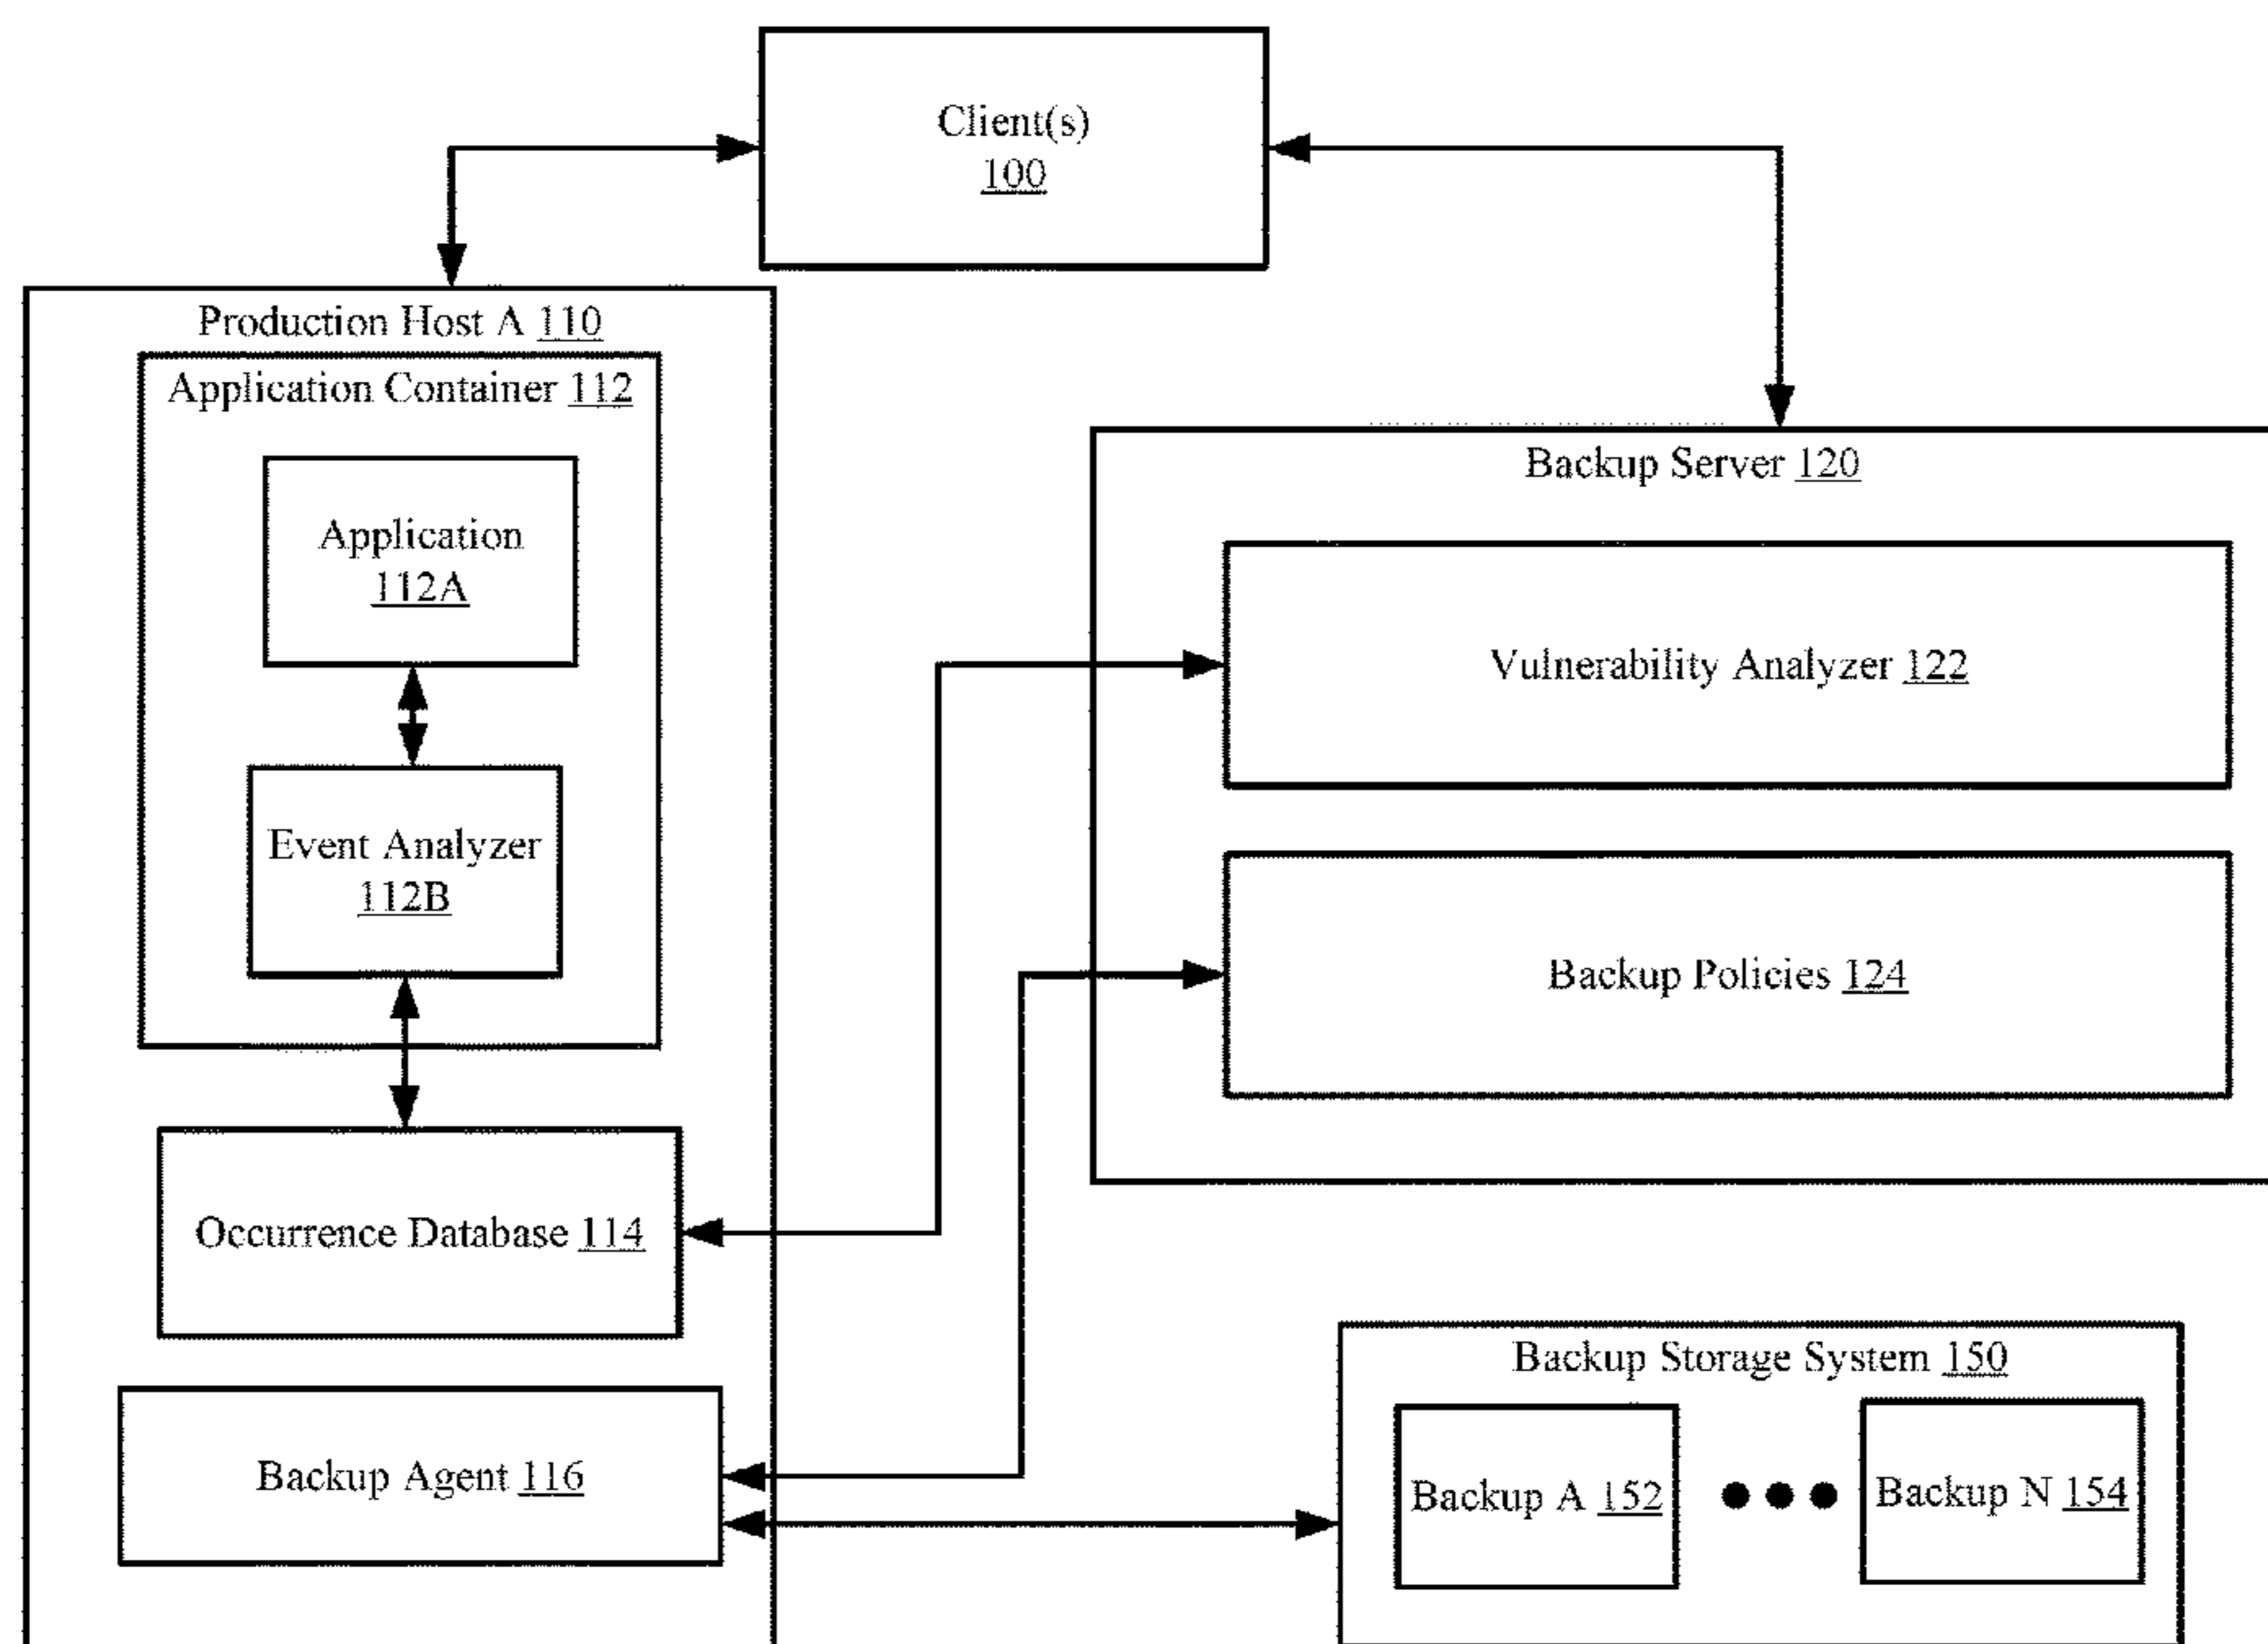 Client(s)
100
Production Host A 110
Application Container 112
Application
112A
Event Analyzer
112B
Occurrence Database 114
Backup Agent 116
Backup Server 120
Vulnerability Analyzer 122
Backup Policies 124
Backup Storage System 150
Backup A 152
Backup N 154